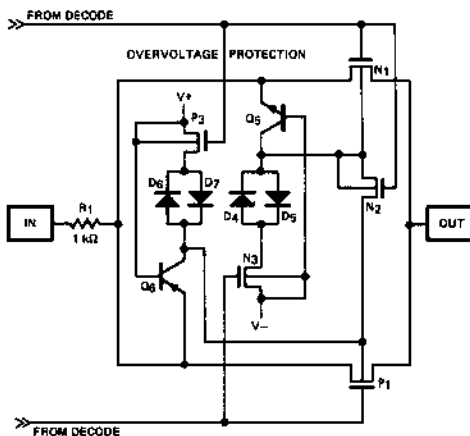 FROM DECODE
OVERVOLTAGE PROTECTION
N1
V+
P3
Q5
D6
D7
D4
D5
N2
IN
R1
1 kΩ
OUT
N3
Q6
V−
P1
FROM DECODE